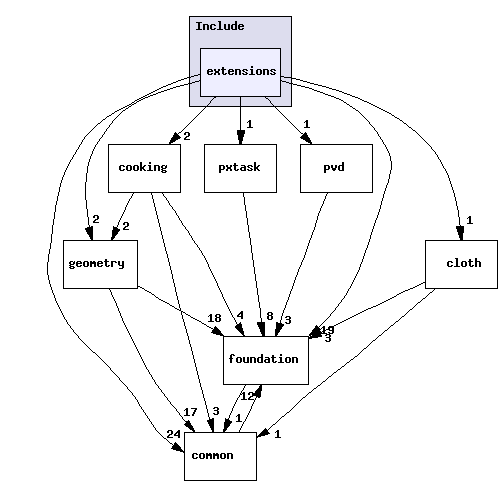 Include
extensions
2
1
1
cooking
pxtask
pvd
2
2
1
geometry
cloth
18
4
8
3
19
3
foundation
12
17
3
1
1
24
common